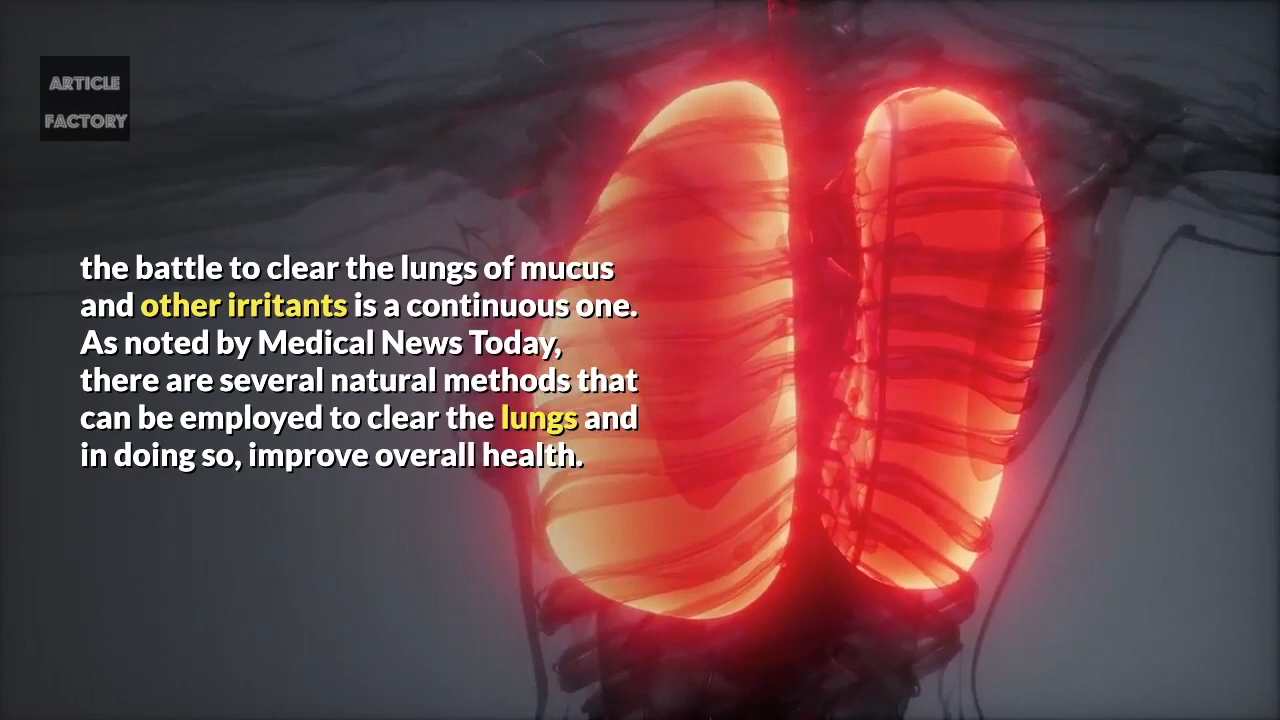 ARTICLE
FACTORY
the battle to clear the lungs of mucus
and other irritants is a continuous one.
As noted by Medical News Today,
there are several natural methods that
can be employed to clear the lungs and
in doing so, improve overall health.